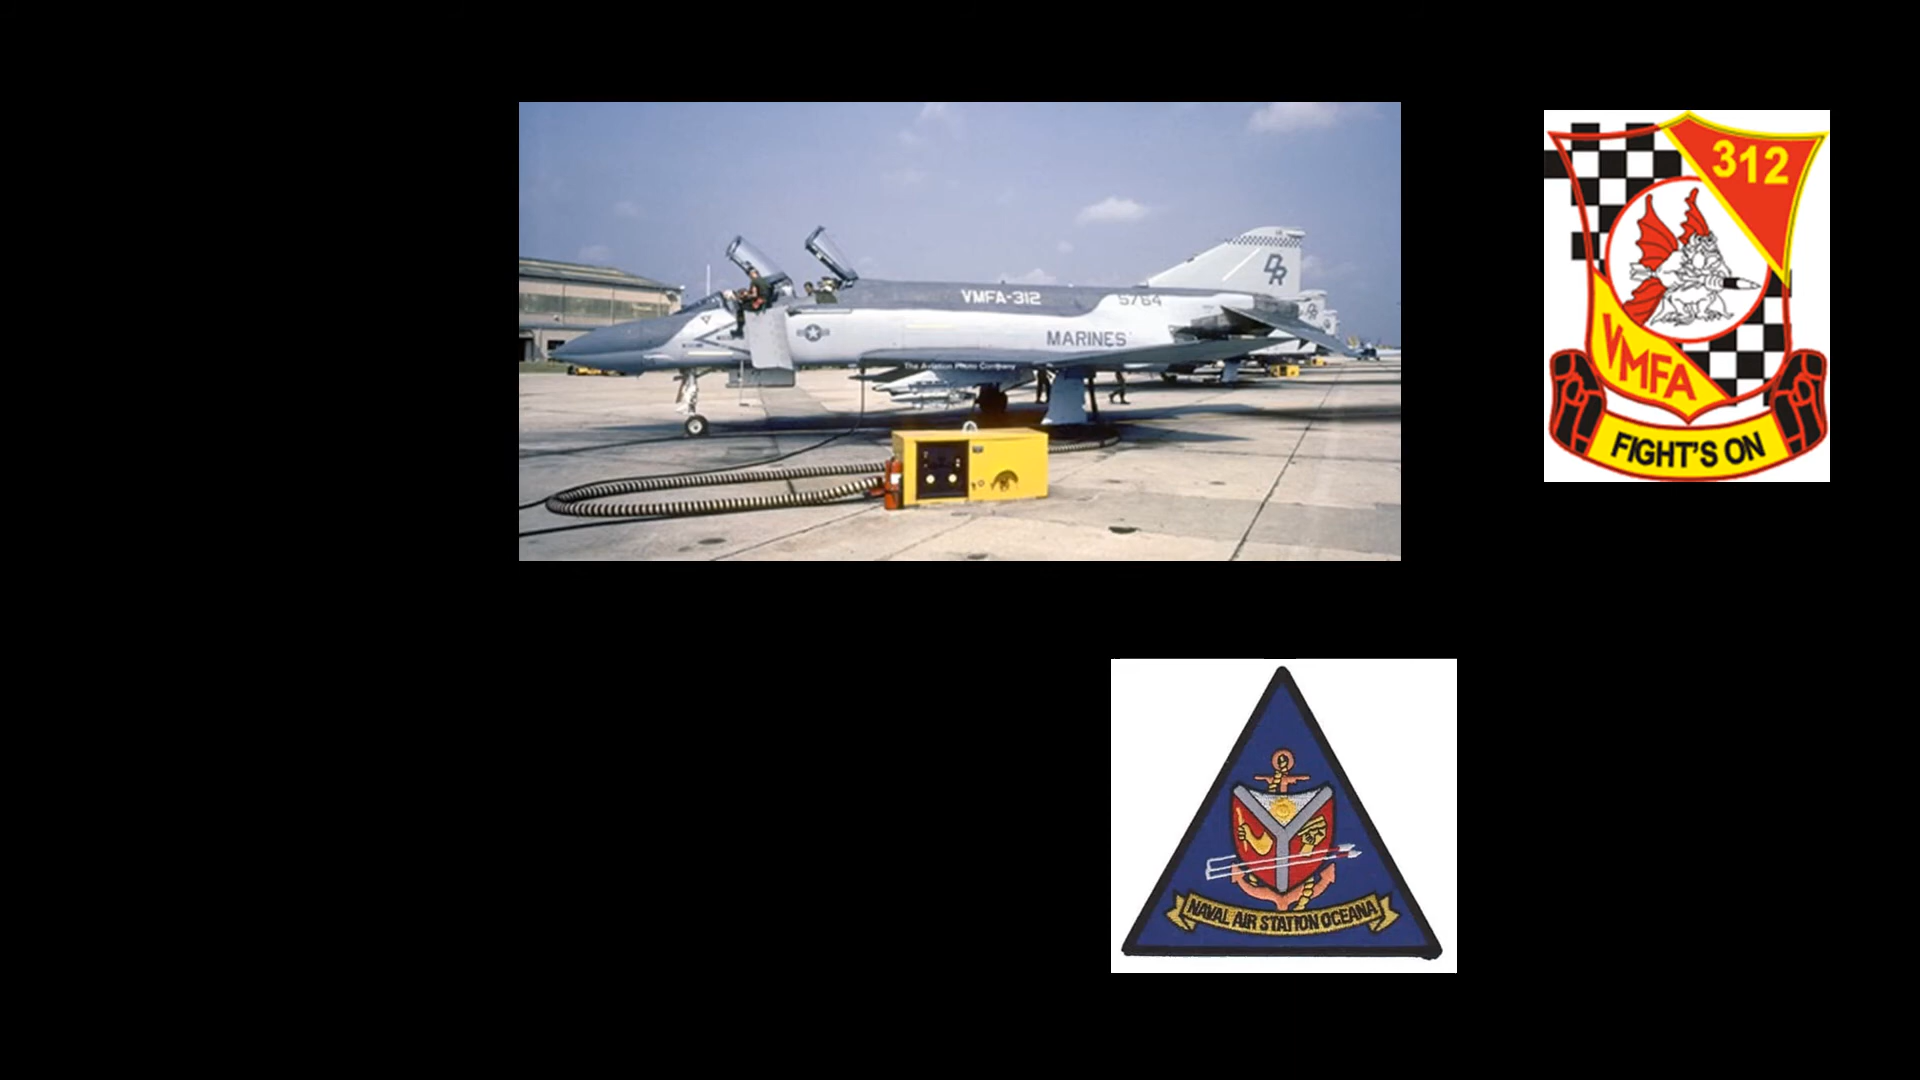 312
DR
VMFA-312
5764
MARINES
The Aviation Photo Company
VMFA
FIGHT'S ON
NAVAL AIR STATION OCEANA